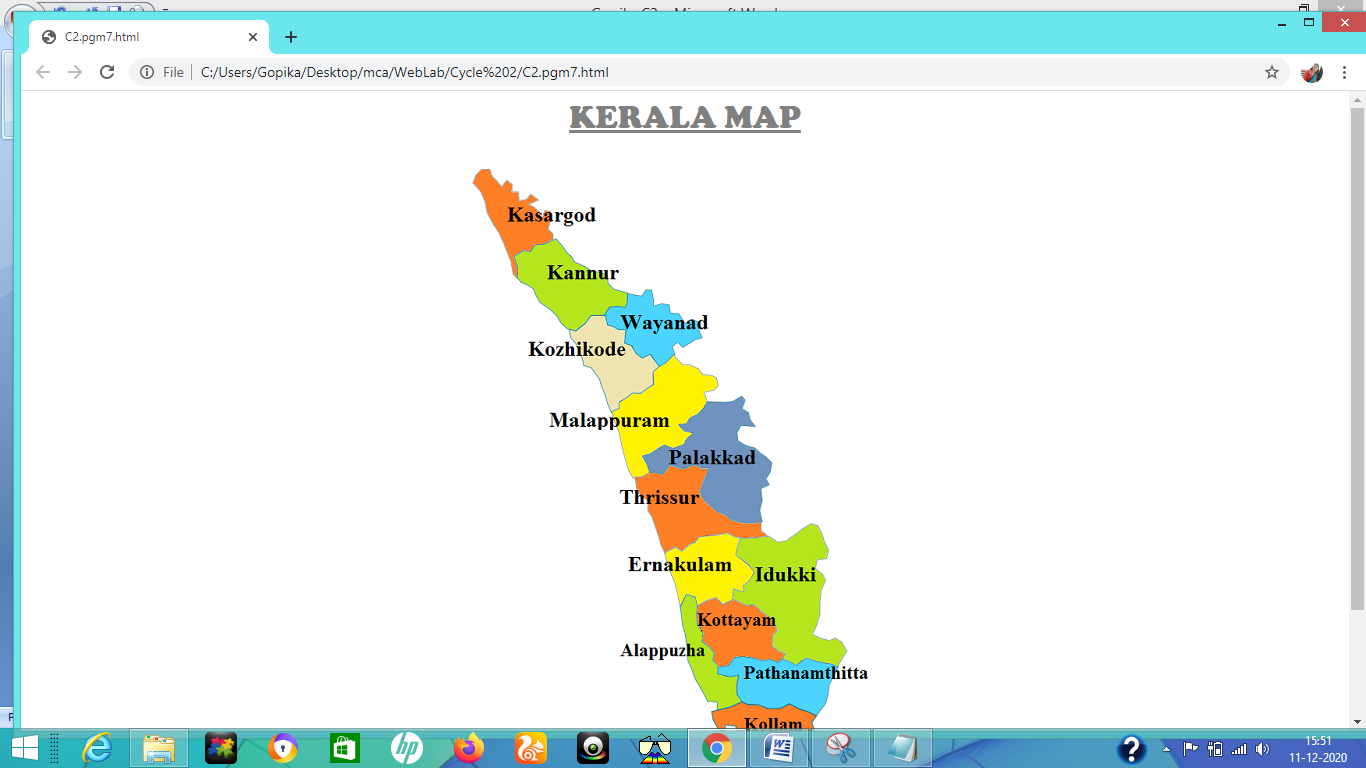 C2.pgm7.html
File
C:/Users/Gopika/Desktop/mca/WebLab/Cycle%202/C2.pgm7.html
KERALA MAP
Kasargod
Kannur
Wayanad
Kozhikode
Malappuram
Palakkad
Thrissur
Ernakulam
Idukki
Kottayam
Alappuzha
Pathanamthitta
Kollam
hp
15:51
11-12-2020